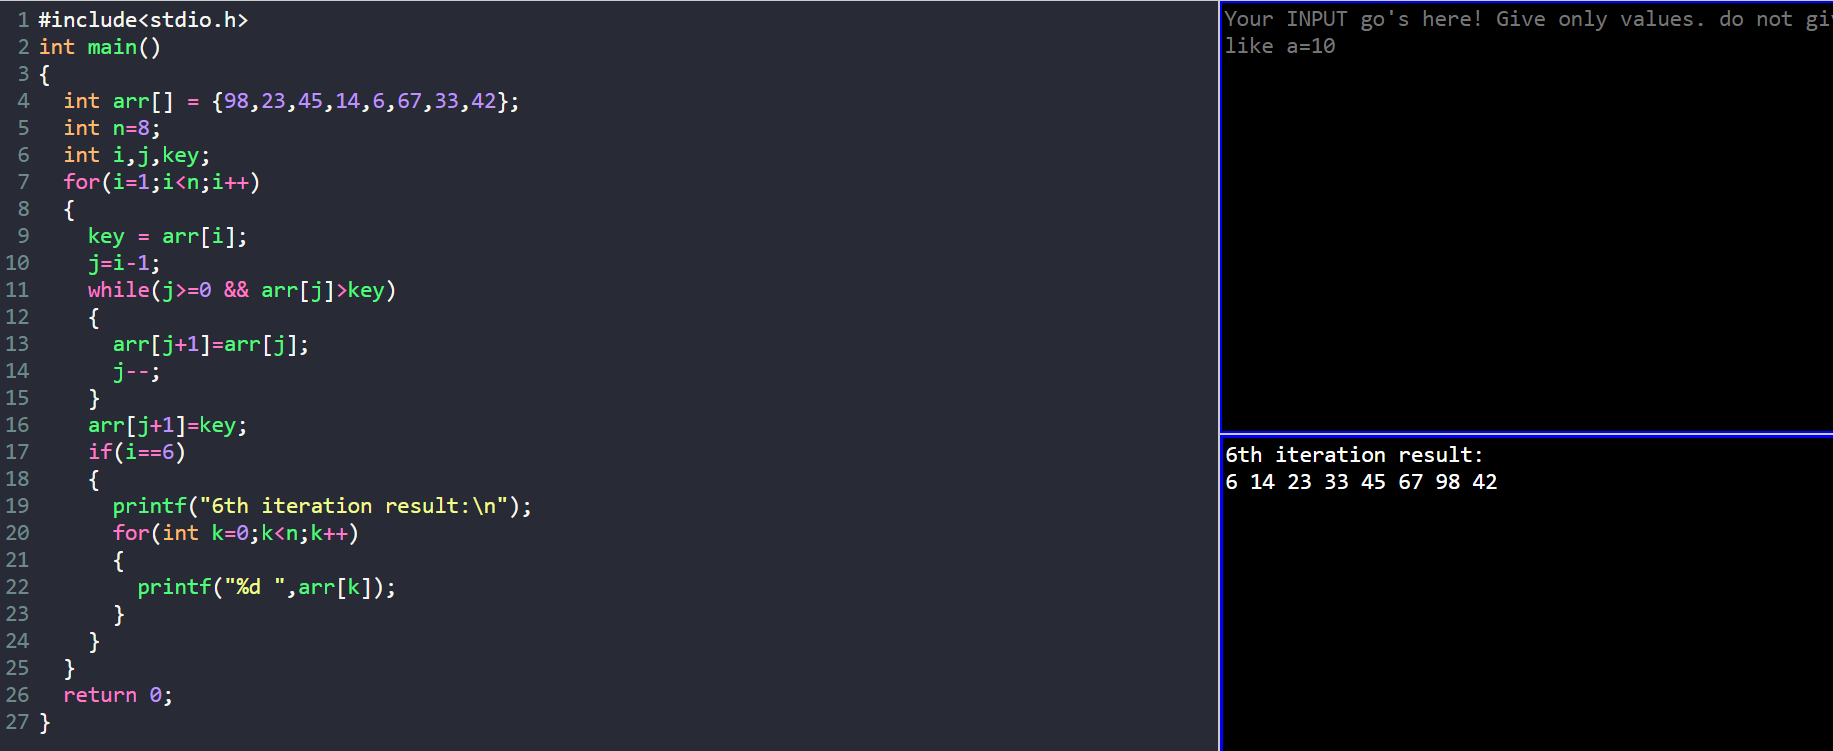 1 #include<stdio.h>
2 int main()
3 {
4   int arr[] = {98,23,45,14,6,67,33,42};
5   int n=8;
6   int i,j,key;
7   for(i=1;i<n;i++)
8   {
9     key = arr[i];
10     j=i-1;
11     while(j>=0 && arr[j]>key)
12     {
13       arr[j+1]=arr[j];
14       j--;
15     }
16     arr[j+1]=key;
17     if(i==6)
18     {
19       printf("6th iteration result:\n");
20       for(int k=0;k<n;k++)
21       {
22         printf("%d ",arr[k]);
23       }
24     }
25   }
26   return 0;
27 }
Your INPUT go's here! Give only values. do not
like a=10
6th iteration result:
6 14 23 33 45 67 98 42